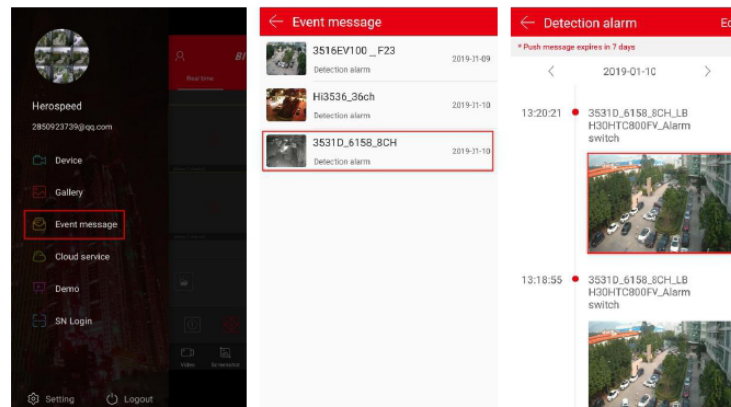 BI
Real time
Herospeed
2850923739@qq.com
Device
Gallery
Event message
Cloud service
Demo
SN Login
Video
Screenshot
Setting
Logout
Event message
3516EV100 _ F23
Detection alarm
2019-01-09
Hi3536_36ch
Detection alarm
2019-01-10
3531D_6158_8CH
Detection alarm
2019-01-10
Detection alarm
Ed
* Push message expires in 7 days
< 2019-01-10 >
13:20:21
3531D_6158_8CH_LB
H30HTC800FV_Alarm
switch
13:18:55
3531D_6158_8CH_LB
H30HTC800FV_Alarm
switch